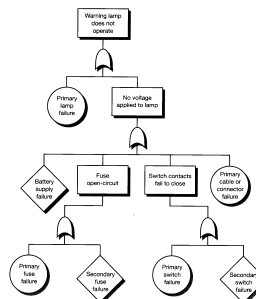 Warning lamp
does not
operate
Primary
lamp
failure
No voltage
applied to lamp
Battery
supply
failure
Fuse
open-circuit
Switch contacts
fail to close
Primary
cable or
connector
failure
Primary
fuse
failure
Secondary
fuse
failure
Primary
switch
failure
Secondary
switch
failure